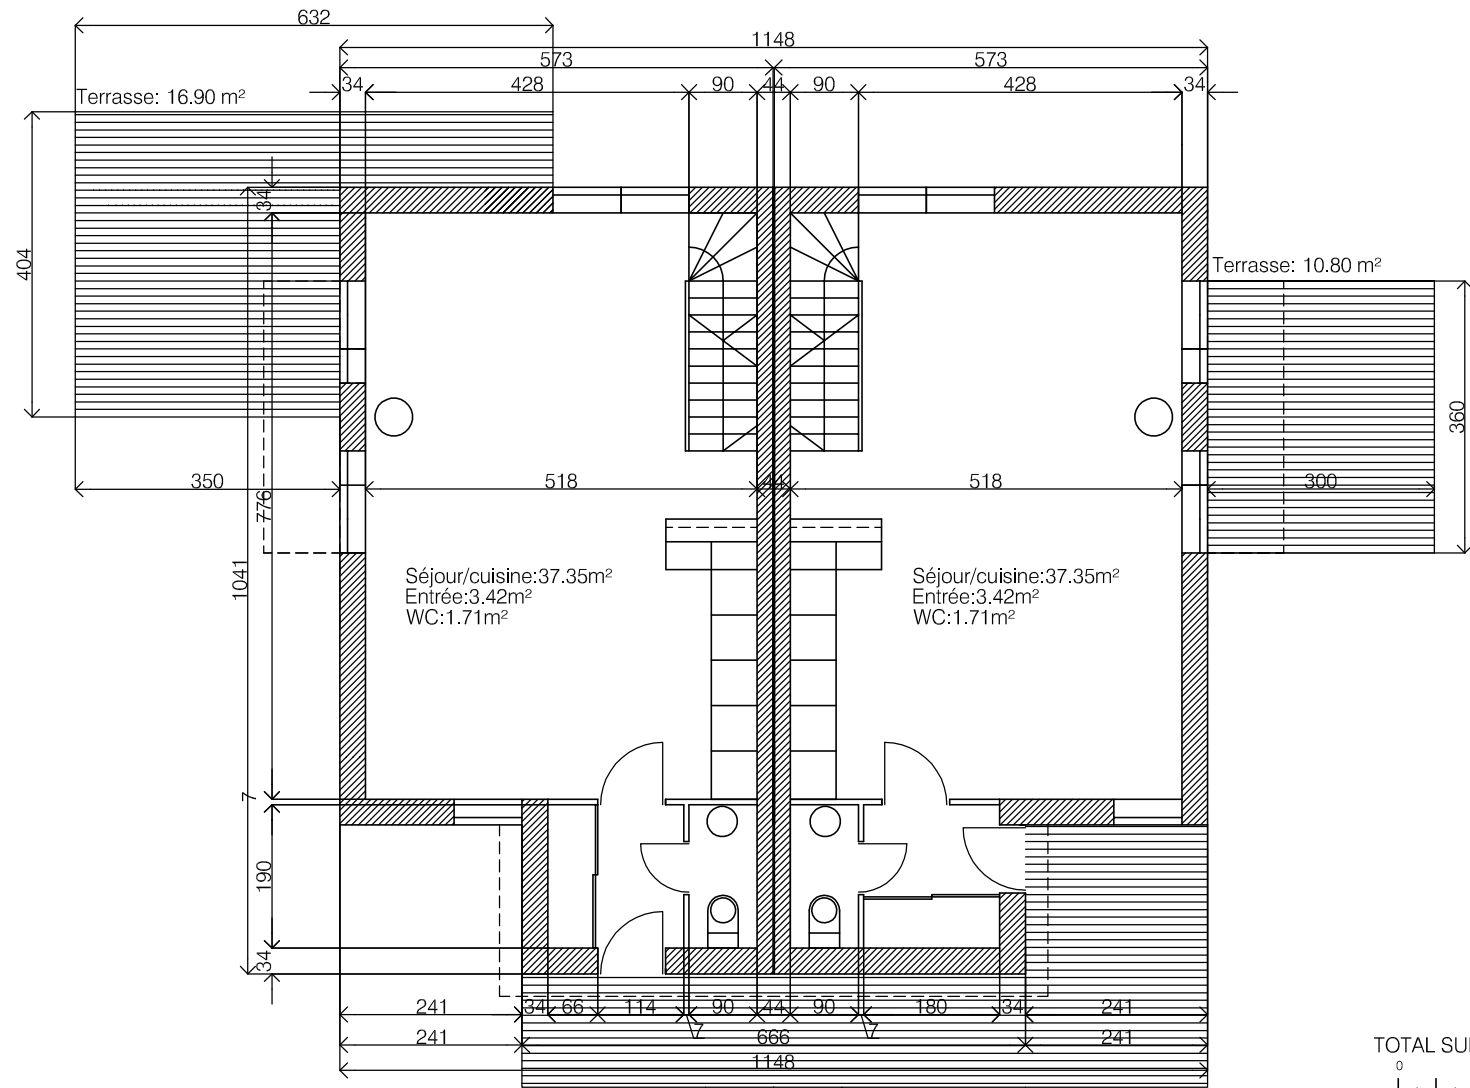 632
1148
573 573
34 428 90 44 90 428 34
Terrasse: 16.90 m²
34
404
Terrasse: 10.80 m²
360
350 518 44 518 300
776
1041
Séjour/cuisine:37.35m²
Entrée:3.42m²
WC:1.71m²
Séjour/cuisine:37.35m²
Entrée:3.42m²
WC:1.71m²
7
190
34
241 34 66 114 90 44 90 180 34 241
7 7
241 666 241
1148
TOTAL SU
0